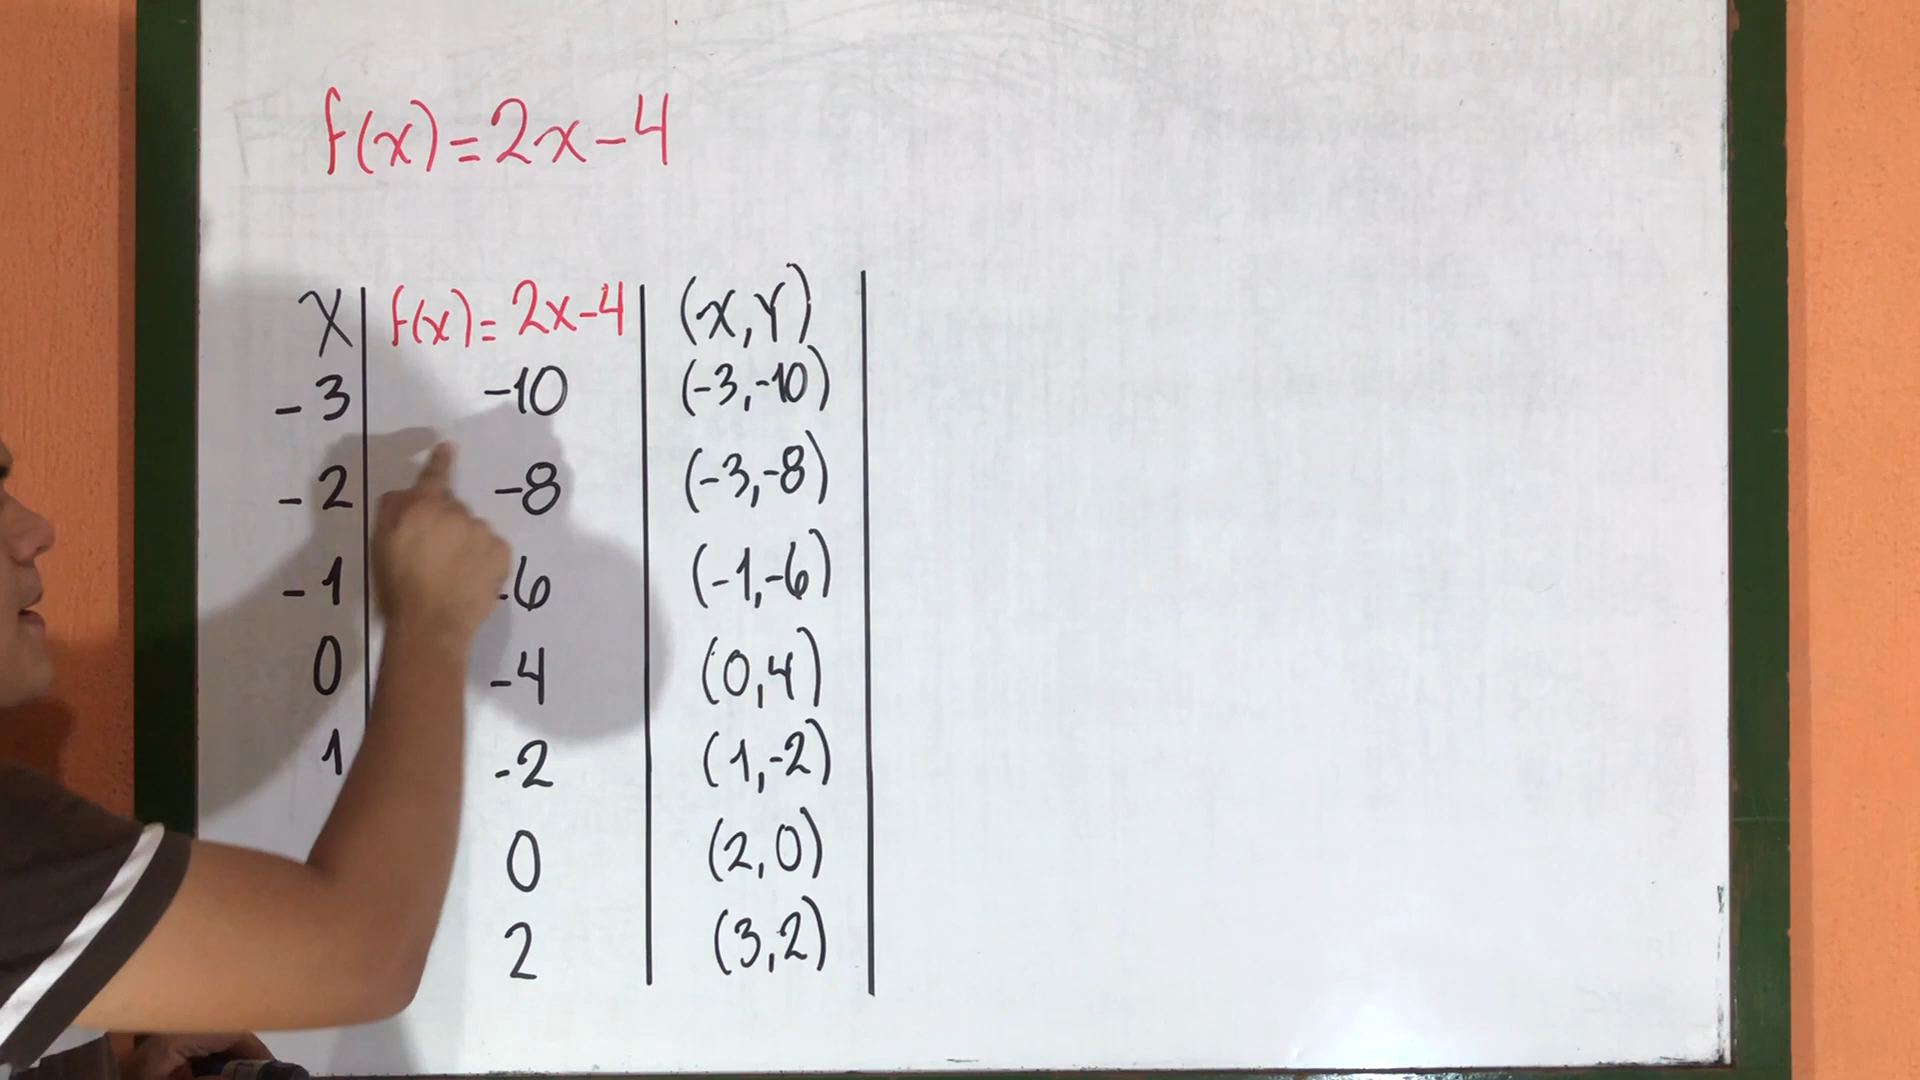 f(x)=2x-4
X f(x)=2x-4 (x,Y)
-3 -10 (-3,-10)
-2 -8 (-3,-8)
-1 -6 (-1,-6)
0 -4 (0,4)
1 -2 (1,-2)
0 (2,0)
2 (3,2)